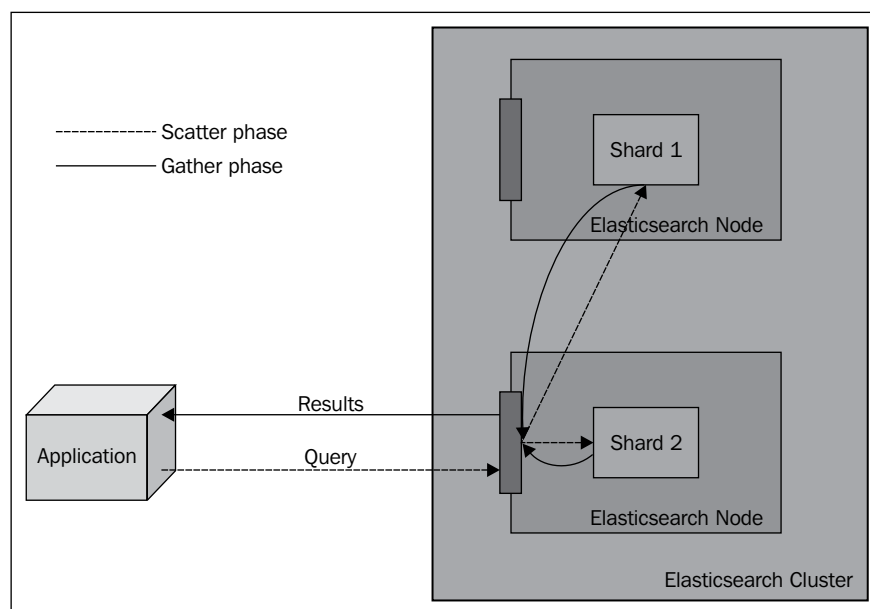 Scatter phase
Gather phase
Shard 1
Elasticsearch Node
Results
Application
Query
Shard 2
Elasticsearch Node
Elasticsearch Cluster